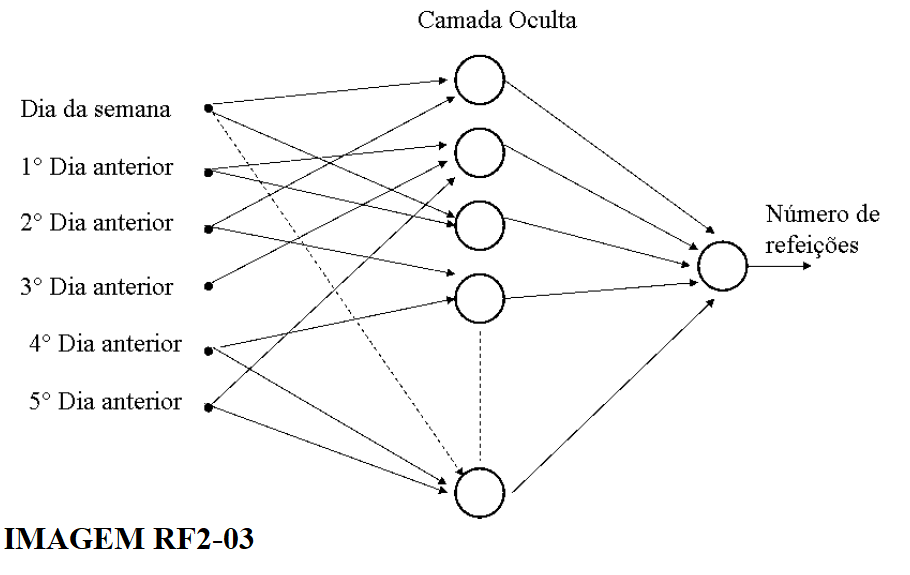 Camada Oculta
Dia da semana
1° Dia anterior
2° Dia anterior
3° Dia anterior
4° Dia anterior
5° Dia anterior
Número de
refeições
IMAGEM RF2-03